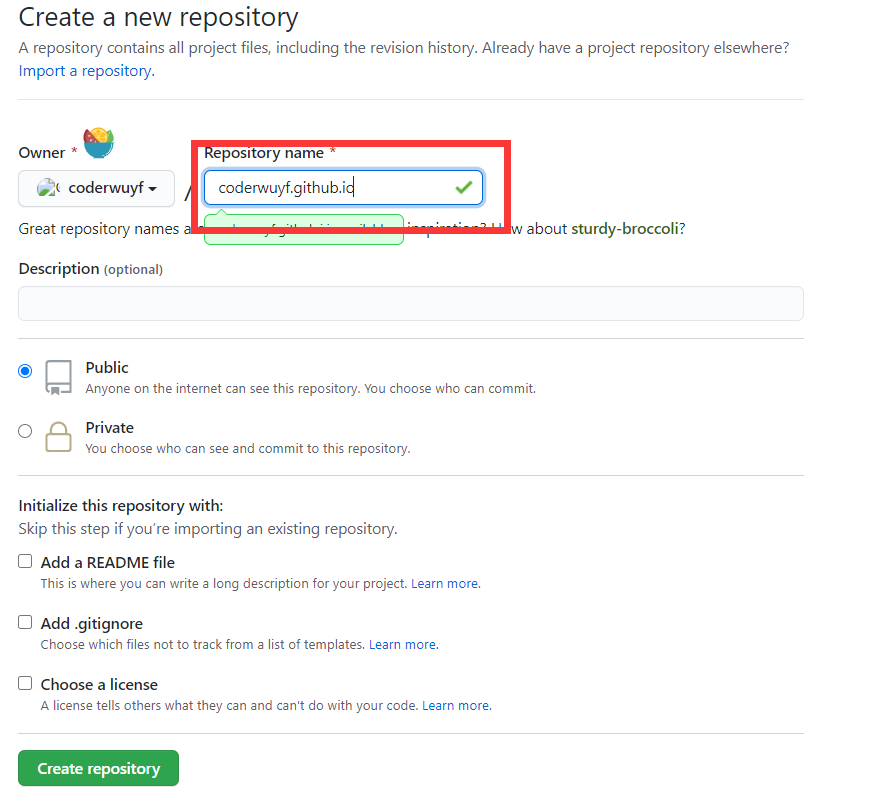 Create a new repository
A repository contains all project files, including the revision history. Already have a project repository elsewhere?
Import a repository.
Owner * Repository name *
coderwuyf / coderwuyf.github.io
Great repository names a inspiration? How about sturdy-broccoli?
Description (optional)
Public
Anyone on the internet can see this repository. You choose who can commit.
Private
You choose who can see and commit to this repository.
Initialize this repository with:
Skip this step if you’re importing an existing repository.
Add a README file
This is where you can write a long description for your project. Learn more.
Add .gitignore
Choose which files not to track from a list of templates. Learn more.
Choose a license
A license tells others what they can and can't do with your code. Learn more.
Create repository